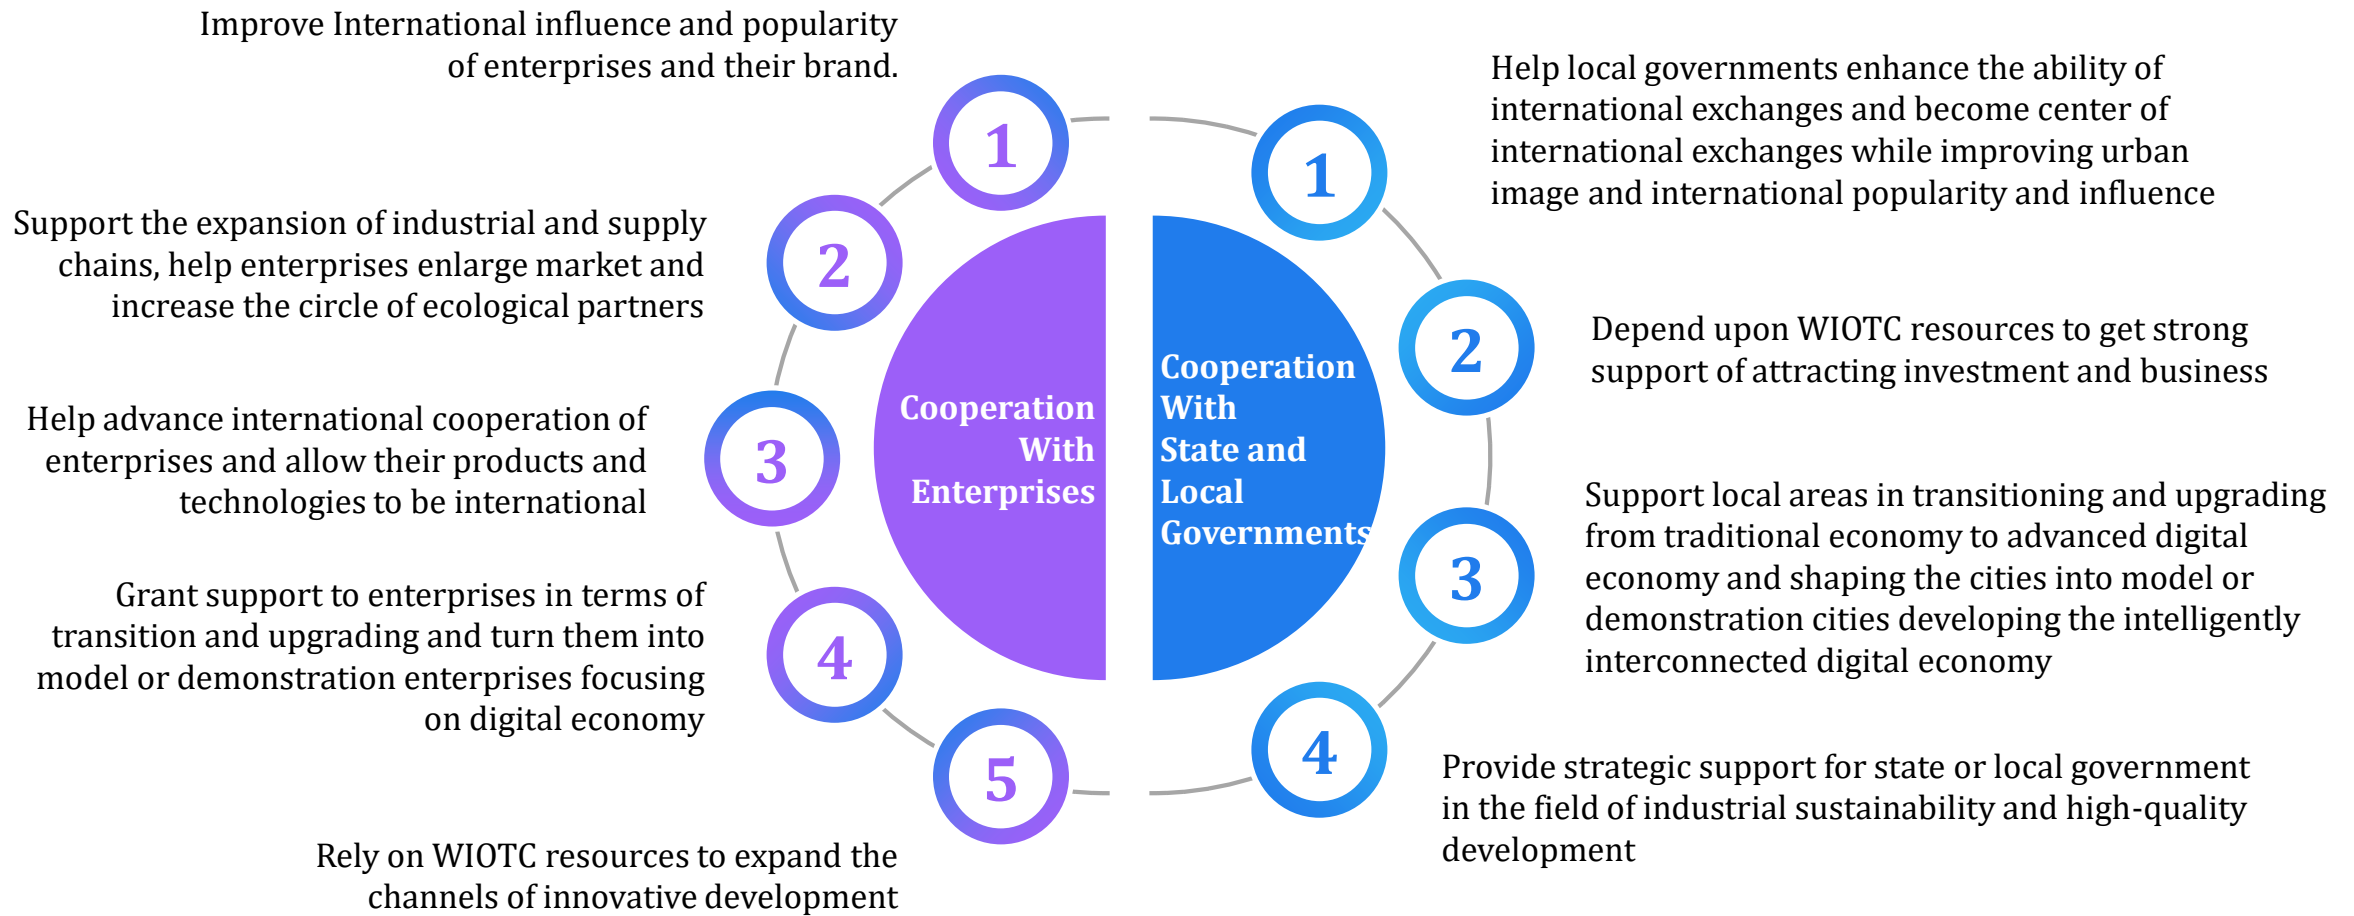 Improve International influence and popularity
of enterprises and their brand.
1
Support the expansion of industrial and supply
chains, help enterprises enlarge market and
increase the circle of ecological partners
2
Help advance international cooperation of
enterprises and allow their products and
technologies to be international
3
Grant support to enterprises in terms of
transition and upgrading and turn them into
model or demonstration enterprises focusing
on digital economy
4
Rely on WIOTC resources to expand the
channels of innovative development
5
Cooperation
With
Enterprises
Cooperation
With
State and
Local
Governments
1
Help local governments enhance the ability of
international exchanges and become center of
international exchanges while improving urban
image and international popularity and influence
2
Depend upon WIOTC resources to get strong
support of attracting investment and business
3
Support local areas in transitioning and upgrading
from traditional economy to advanced digital
economy and shaping the cities into model or
demonstration cities developing the intelligently
interconnected digital economy
4
Provide strategic support for state or local government
in the field of industrial sustainability and high-quality
development